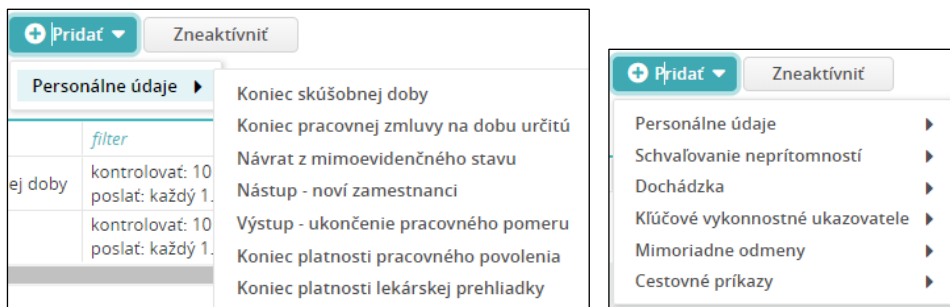 Pridať
Zneaktívniť
Personálne údaje
Koniec skúšobnej doby
Koniec pracovnej zmluvy na dobu určitú
Návrat z mimoevidenčného stavu
Nástup - noví zamestnanci
Výstup - ukončenie pracovného pomeru
Koniec platnosti pracovného povolenia
Koniec platnosti lekárskej prehliadky
filter
ej doby
kontrolovať: 10
poslať: každý 1.
kontrolovať: 10
poslať: každý 1.
Pridať
Zneaktívniť
Personálne údaje
Schvaľovanie neprítomností
Dochádzka
Kľúčové vykonnostné ukazovatele
Mimoriadne odmeny
Cestovné príkazy